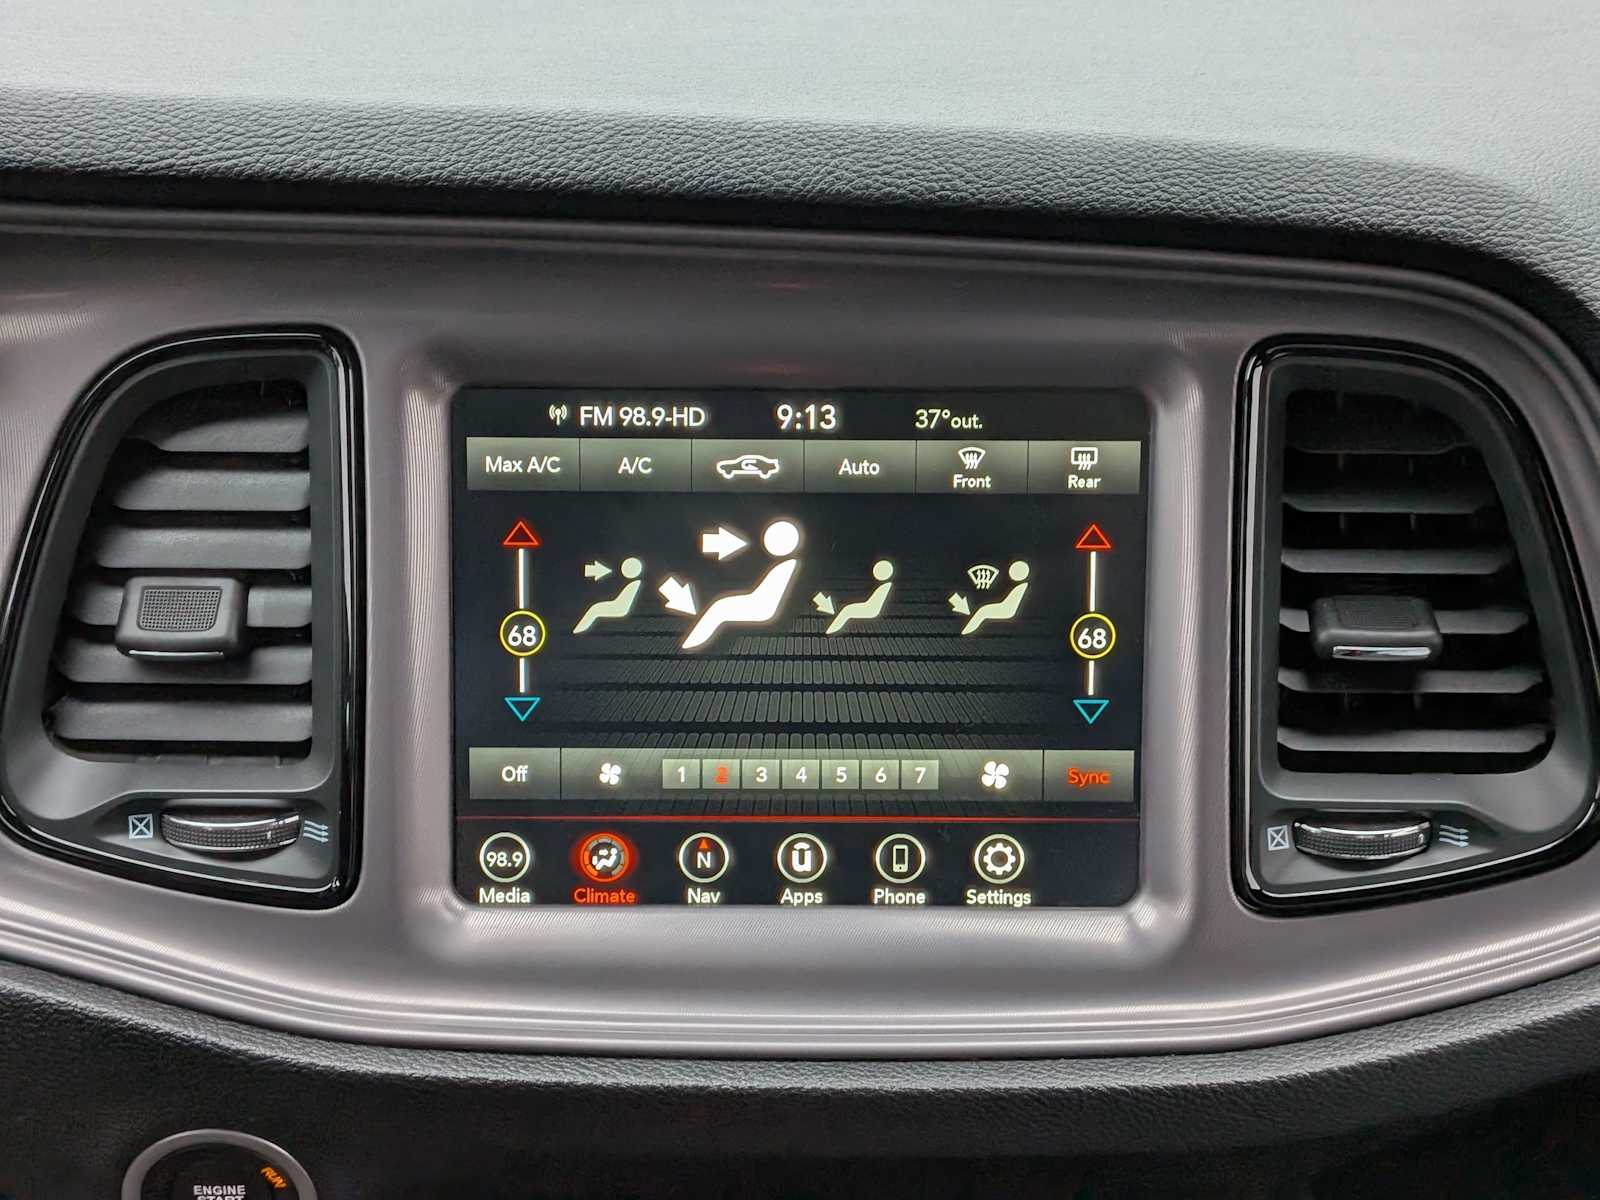 FM 98.9-HD 9:13 37°out.
Max A/C A/C Auto Front Rear
68 68
Off 1 2 3 4 5 6 7 Sync
98.9 N
Media Climate Nav Apps Phone Settings
RUN
ENGINE
START